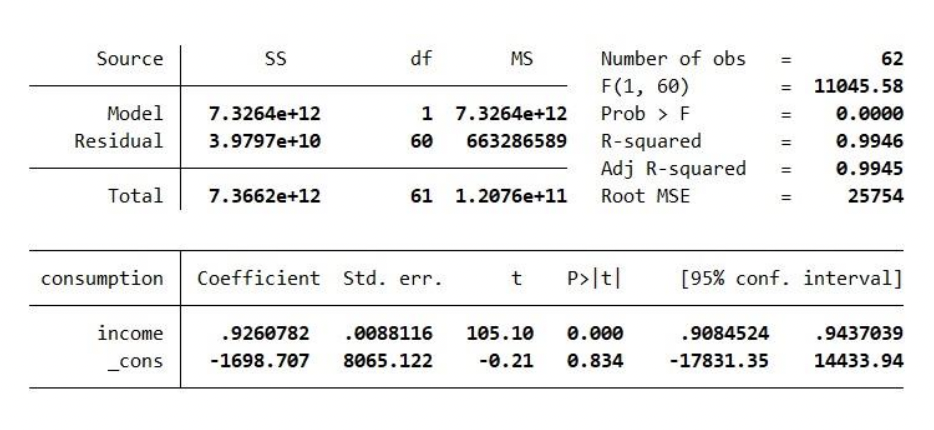 Source SS df MS Number of obs = 62
F(1, 60) = 11045.58
Model 7.3264e+12 1 7.3264e+12 Prob > F = 0.0000
Residual 3.9797e+10 60 663286589 R-squared = 0.9946
Adj R-squared = 0.9945
Total 7.3662e+12 61 1.2076e+11 Root MSE = 25754
consumption Coefficient Std. err. t P>|t| [95% conf. interval]
income .9260782 .0088116 105.10 0.000 .9084524 .9437039
_cons -1698.707 8065.122 -0.21 0.834 -17831.35 14433.94